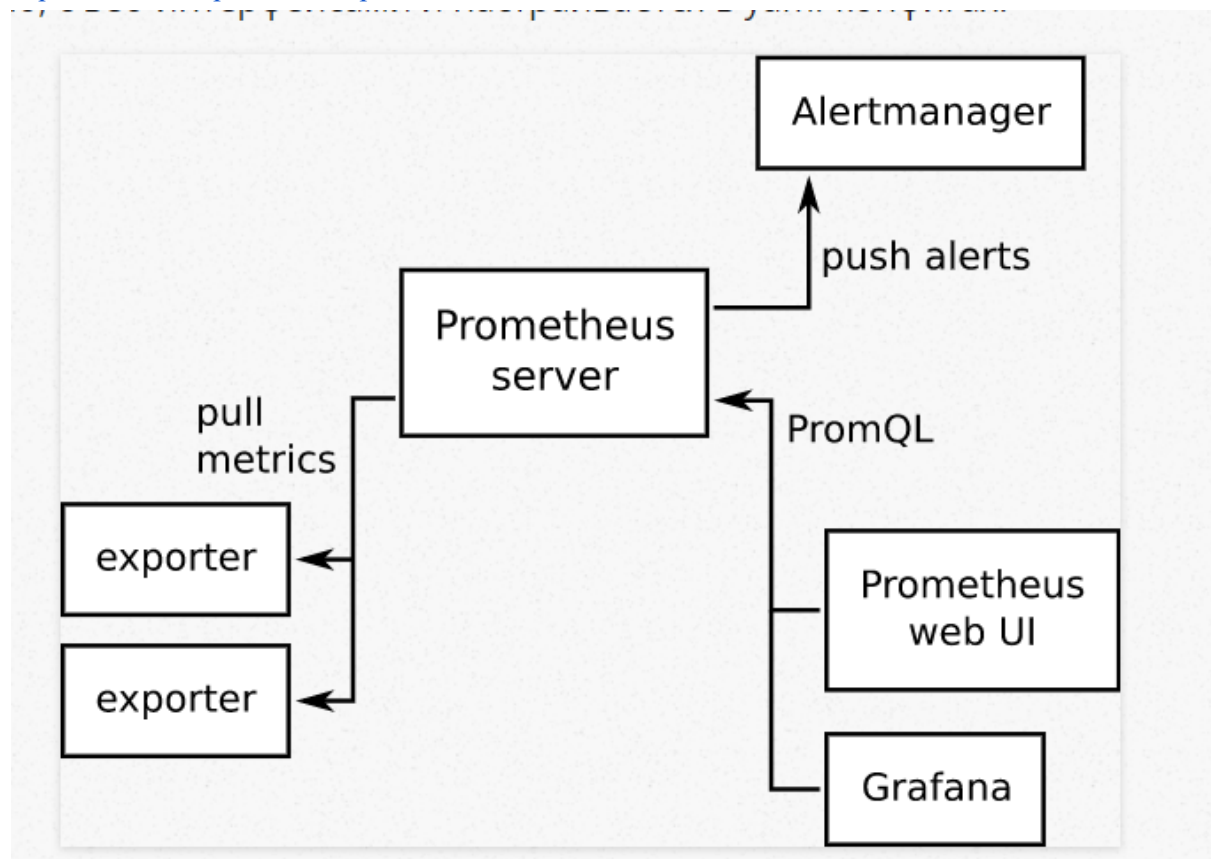 Alertmanager
push alerts
Prometheus
server
PromQL
pull
metrics
exporter
exporter
Prometheus
web UI
Grafana